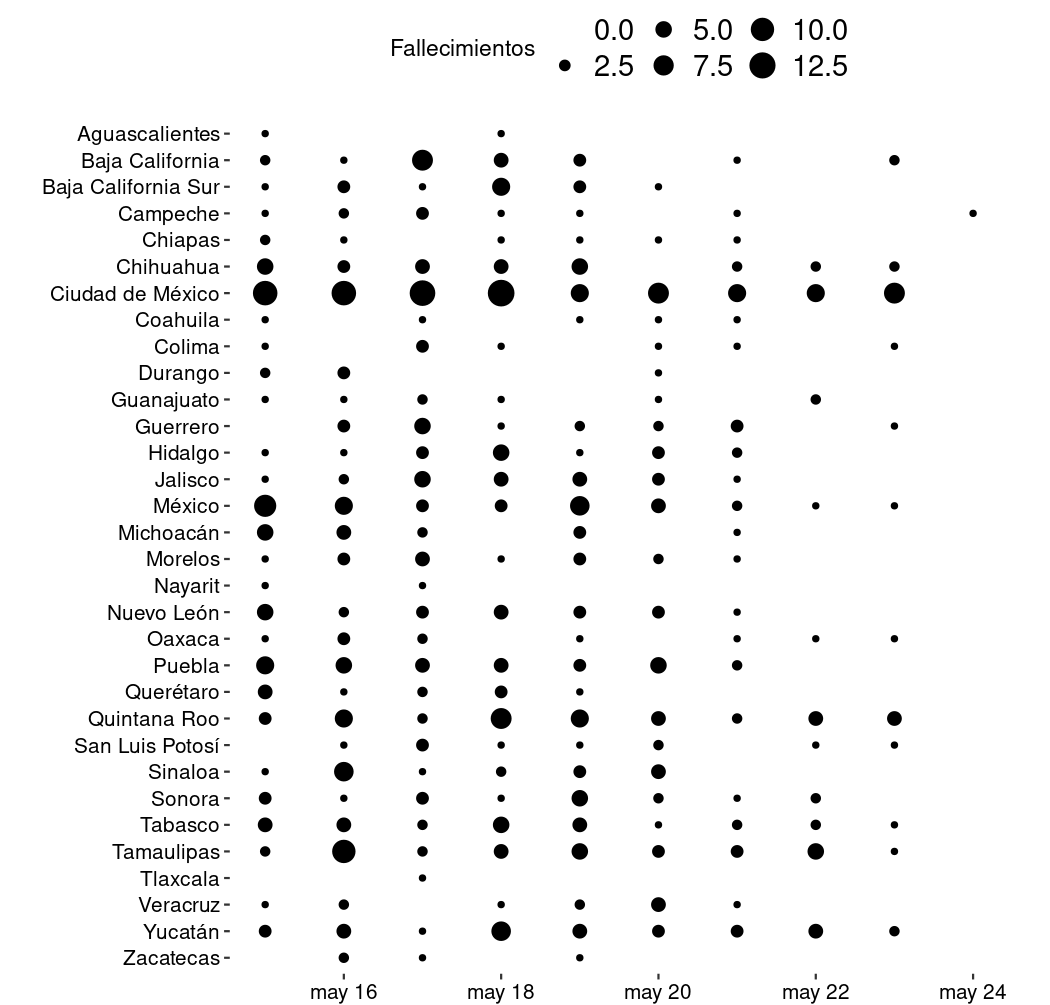 Fallecimientos
0.0 5.0 10.0
2.5 7.5 12.5
Aguascalientes
Baja California
Baja California Sur
Campeche
Chiapas
Chihuahua
Ciudad de México
Coahuila
Colima
Durango
Guanajuato
Guerrero
Hidalgo
Jalisco
México
Michoacán
Morelos
Nayarit
Nuevo León
Oaxaca
Puebla
Querétaro
Quintana Roo
San Luis Potosí
Sinaloa
Sonora
Tabasco
Tamaulipas
Tlaxcala
Veracruz
Yucatán
Zacatecas
may 16 may 18 may 20 may 22 may 24